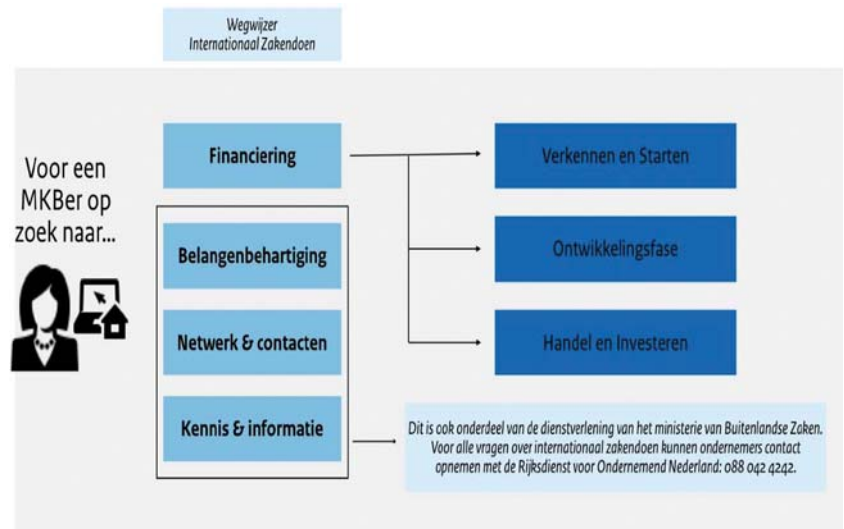 Wegwijzer
Internationaal Zakendoen
Voor een
MKBer op
zoek naar...
Financiering
Belangenbehartiging
Netwerk & contacten
Kennis & informatie
Verkennen en Starten
Ontwikkelingsfase
Handel en Investeren
Dit is ook onderdeel van de dienstverlening van het ministerie van Buitenlandse Zaken.
Voor alle vragen over internationaal zakendoen kunnen ondernemers contact
opnemen met de Rijksdienst voor Ondernemend Nederland: 088 042 4242.